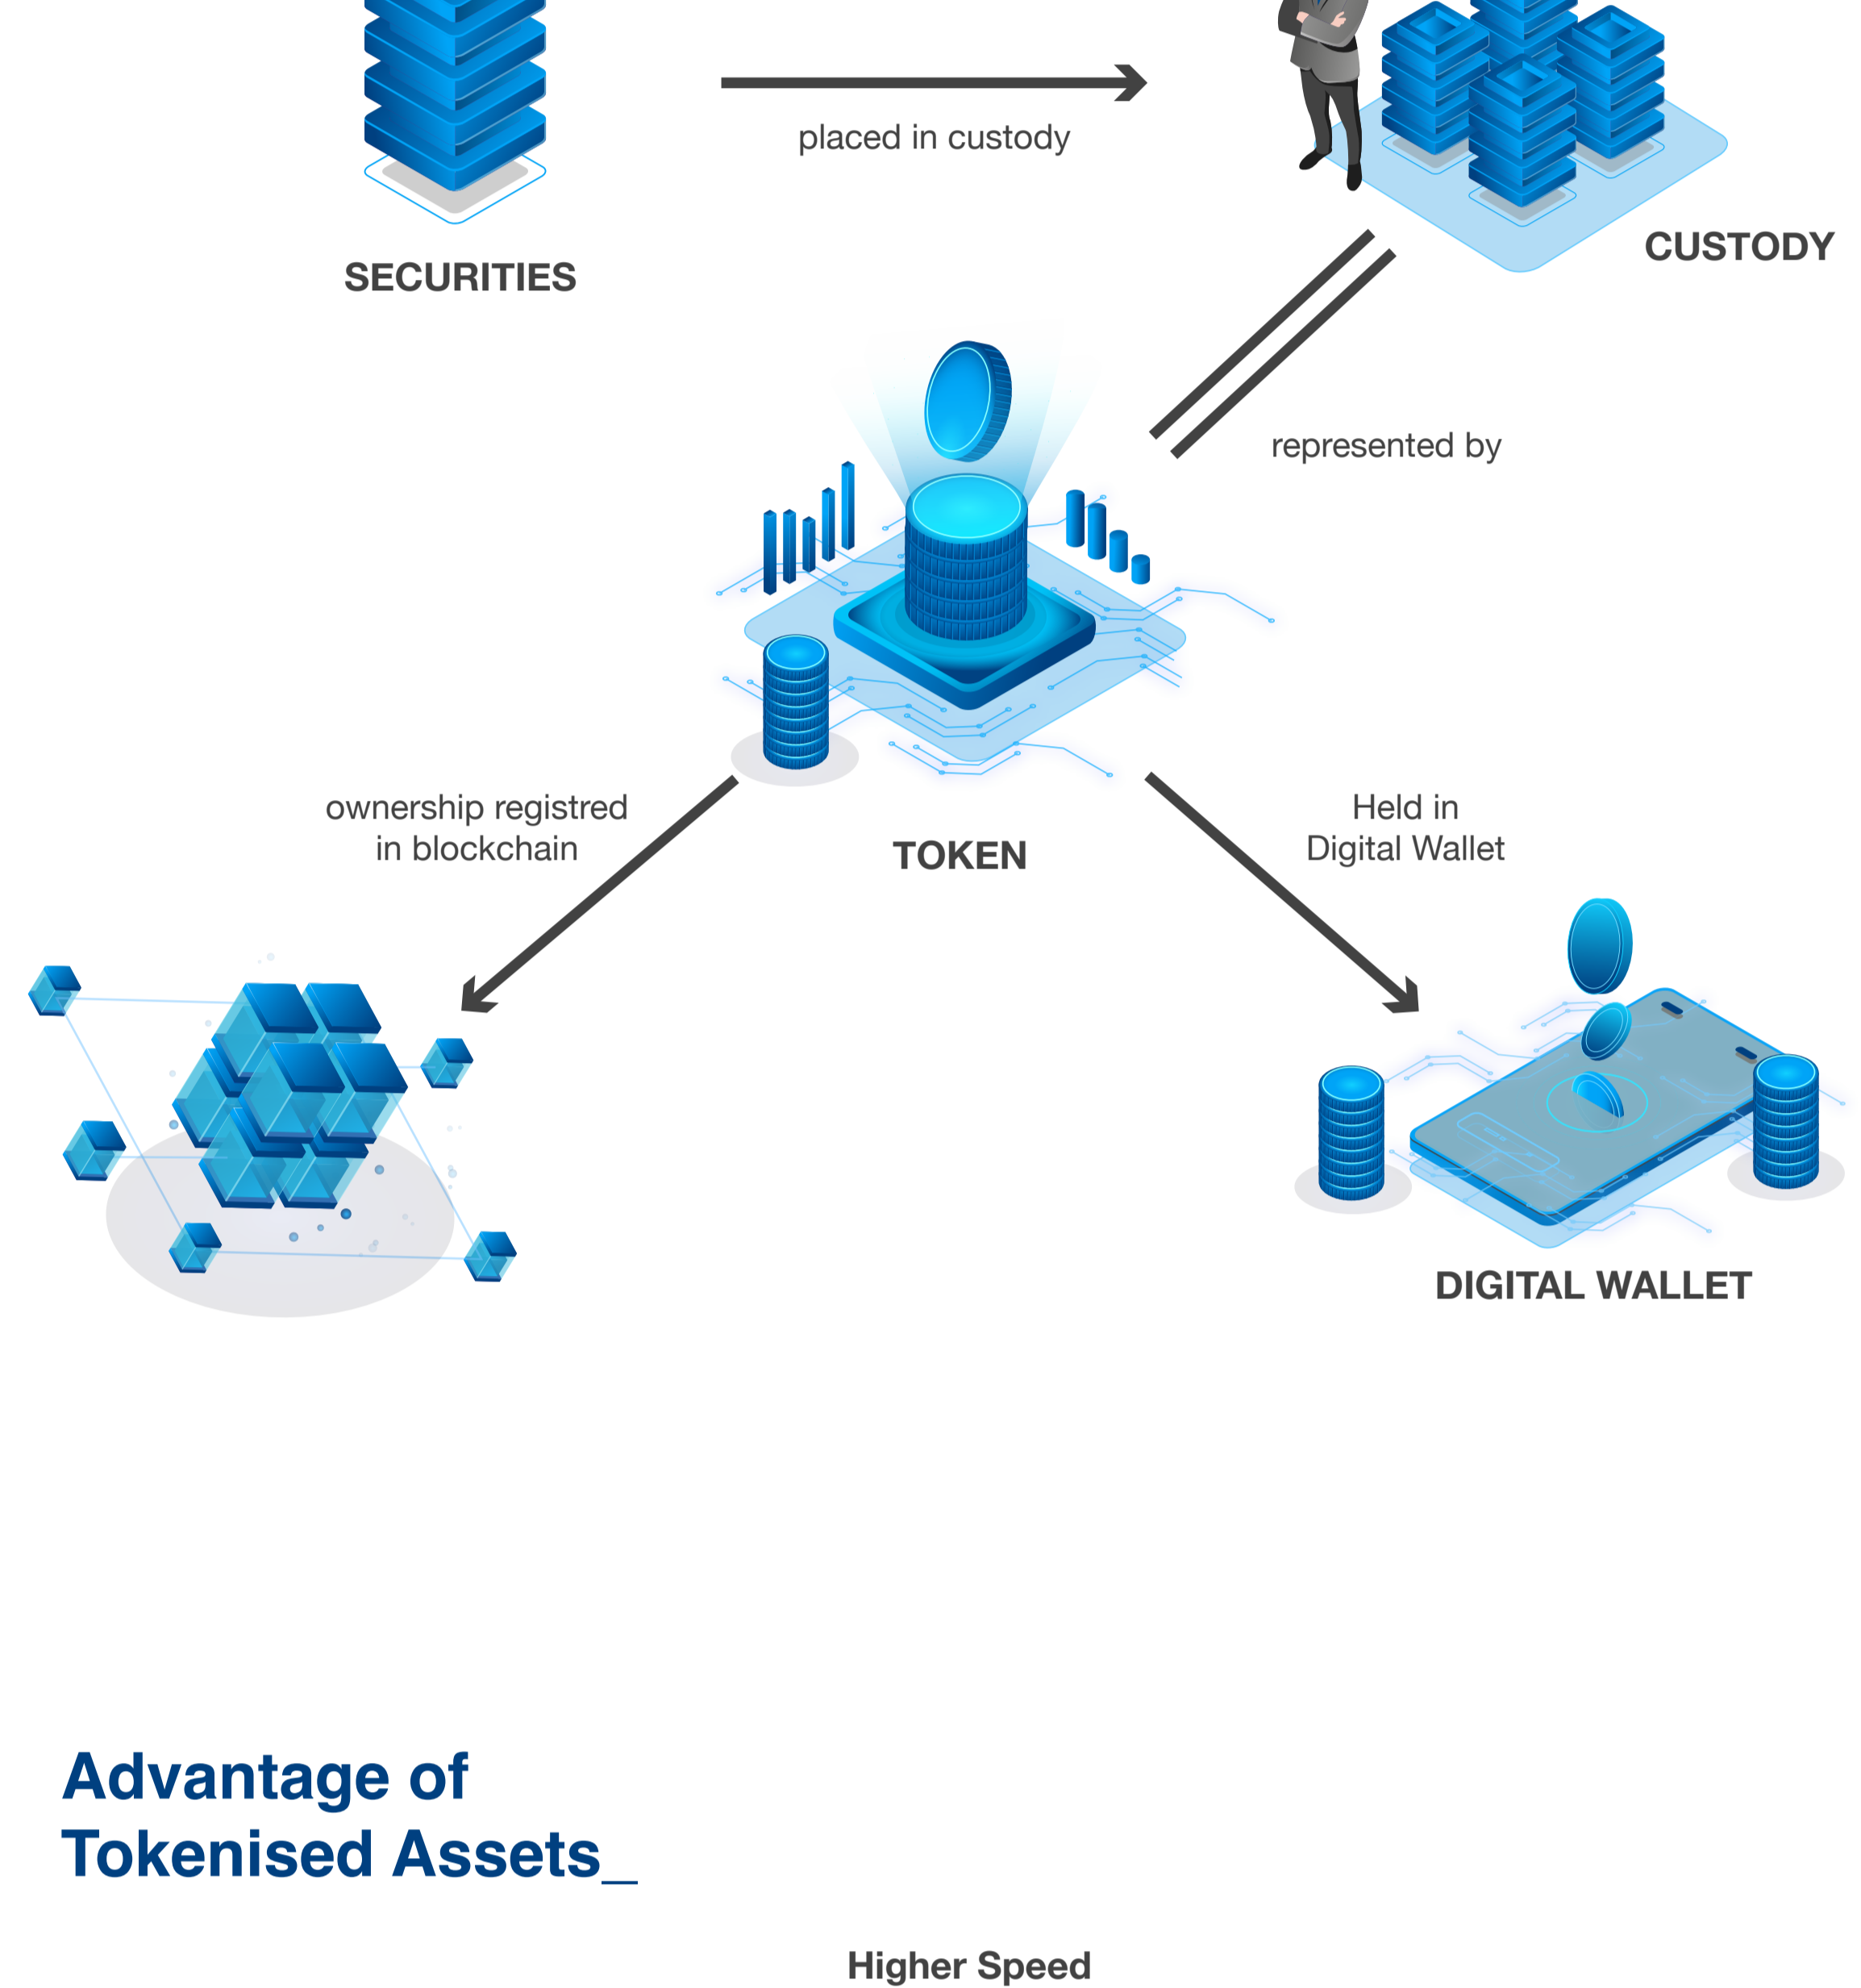 placed in custody
CUSTODY
SECURITIES
represented by
ownership registred
in blockchain
Held in
Digital Wallet
TOKEN
DIGITAL WALLET
Advantage of
Tokenised Assets_
Higher Speed